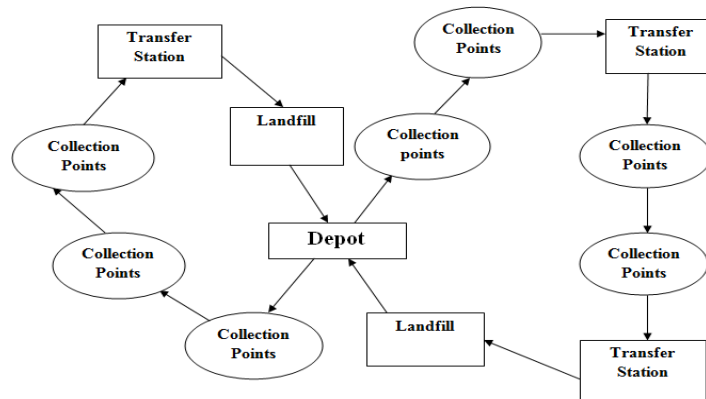 Collection
Points
Transfer
Station
Transfer
Station
Landfill
Collection
points
Collection
Points
Collection
Points
Depot
Collection
Points
Collection
Points
Collection
Points
Landfill
Transfer
Station